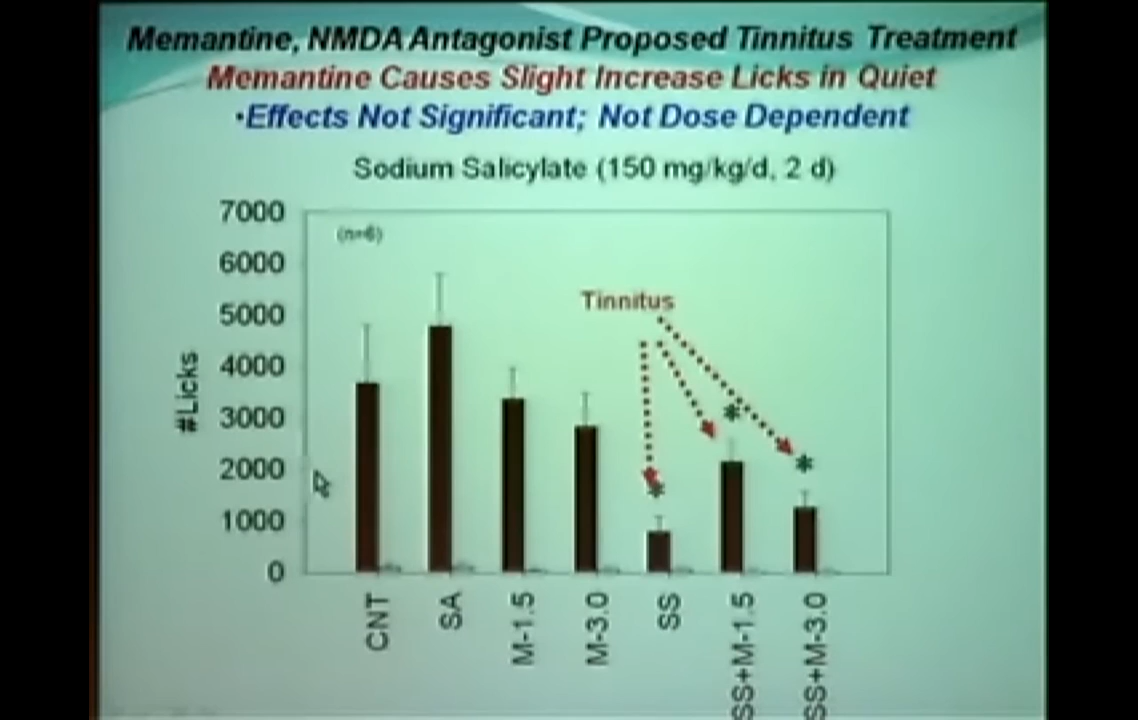 Memantine, NMDA Antagonist Proposed Tinnitus Treatment
Memantine Causes Slight Increase Licks in Quiet
•Effects Not Significant; Not Dose Dependent
Sodium Salicylate (150 mg/kg/d, 2 d)
7000
(n=6)
6000
Tinnitus
5000
4000
#Licks
3000
*
2000
*
*
1000
0
CNT
SA
M-1.5
M-3.0
SS
SS+M-1.5
SS+M-3.0